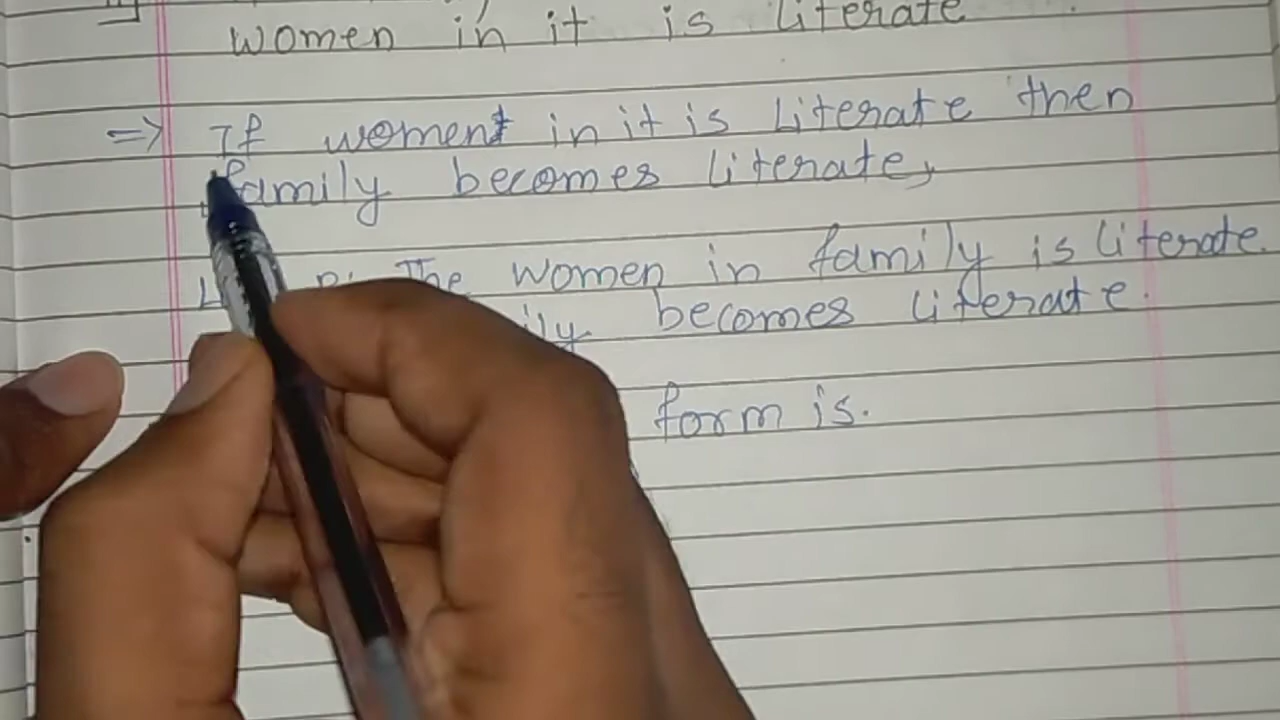 women in it is literate
=> If women in it is literate then
family becomes literate,
The women in family is literate.
becomes literate.
form is.